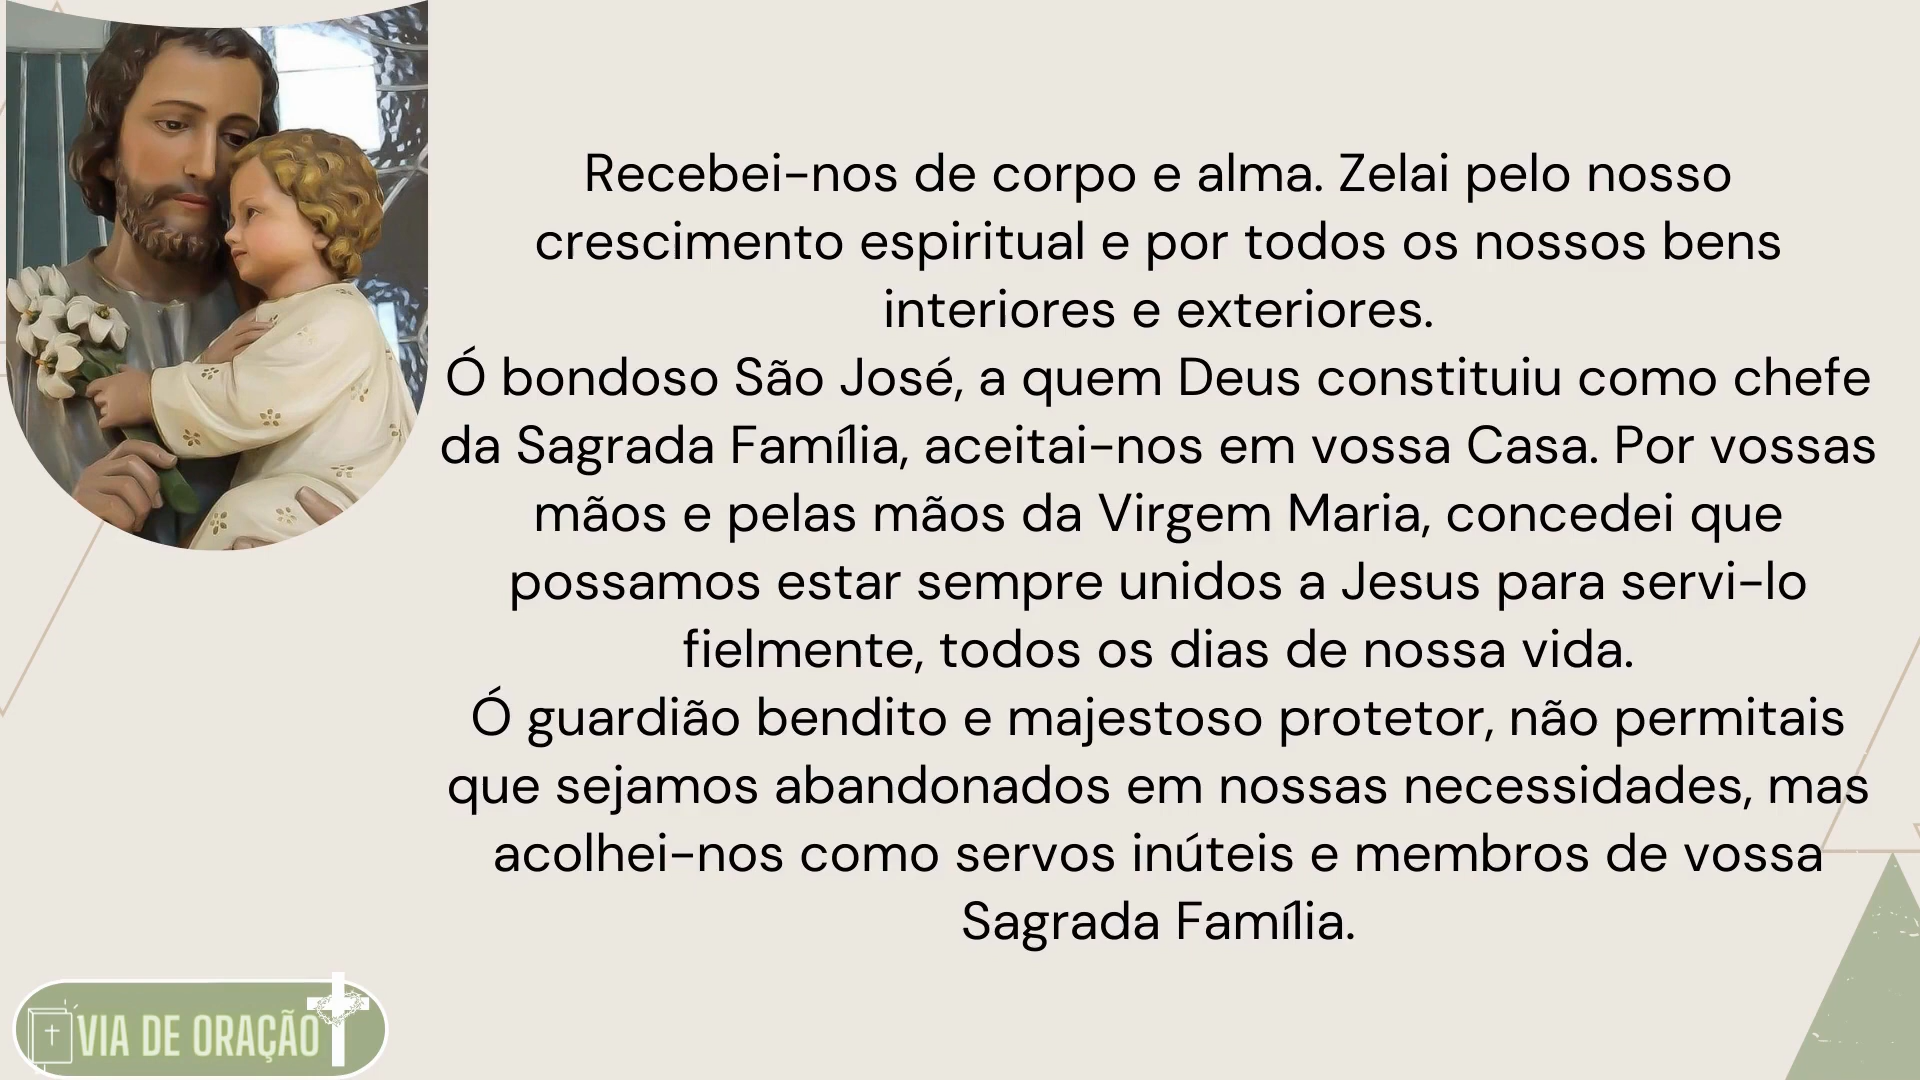 Recebei-nos de corpo e alma. Zelai pelo nosso
crescimento espiritual e por todos os nossos bens
interiores e exteriores.
Ó bondoso São José, a quem Deus constituiu como chefe
da Sagrada Família, aceitai-nos em vossa Casa. Por vossas
mãos e pelas mãos da Virgem Maria, concedei que
possamos estar sempre unidos a Jesus para servi-lo
fielmente, todos os dias de nossa vida.
Ó guardião bendito e majestoso protetor, não permitais
que sejamos abandonados em nossas necessidades, mas
acolhei-nos como servos inúteis e membros de vossa
Sagrada Família.
VIA DE ORAÇÃO